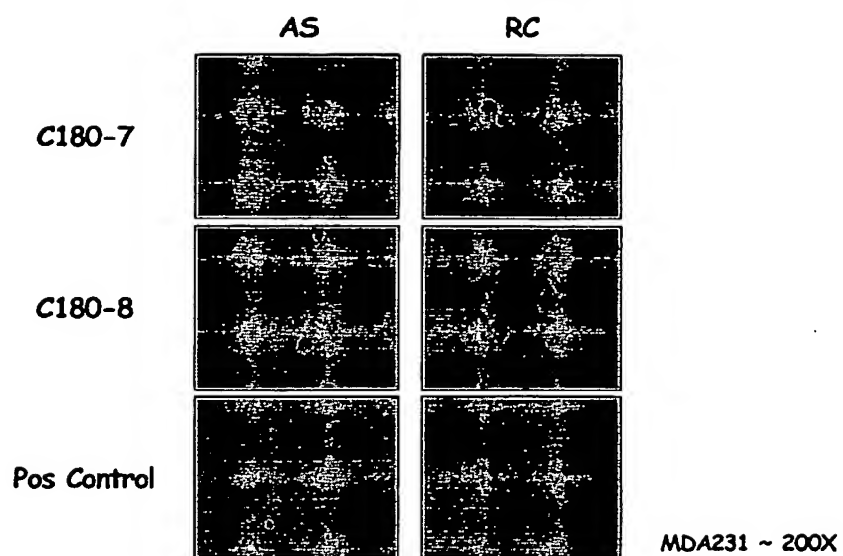 AS RC
C180-7
C180-8
Pos Control
MDA231 ~ 200X